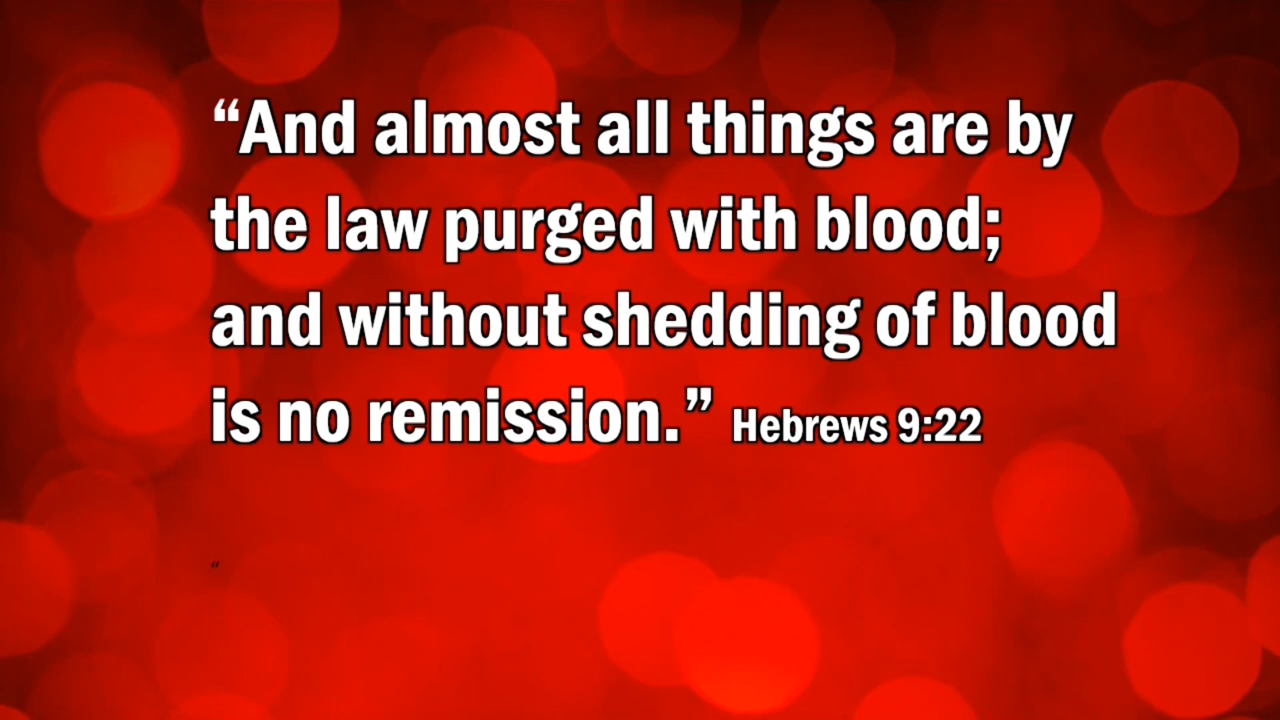 “And almost all things are by
the law purged with blood;
and without shedding of blood
is no remission.” Hebrews 9:22
“